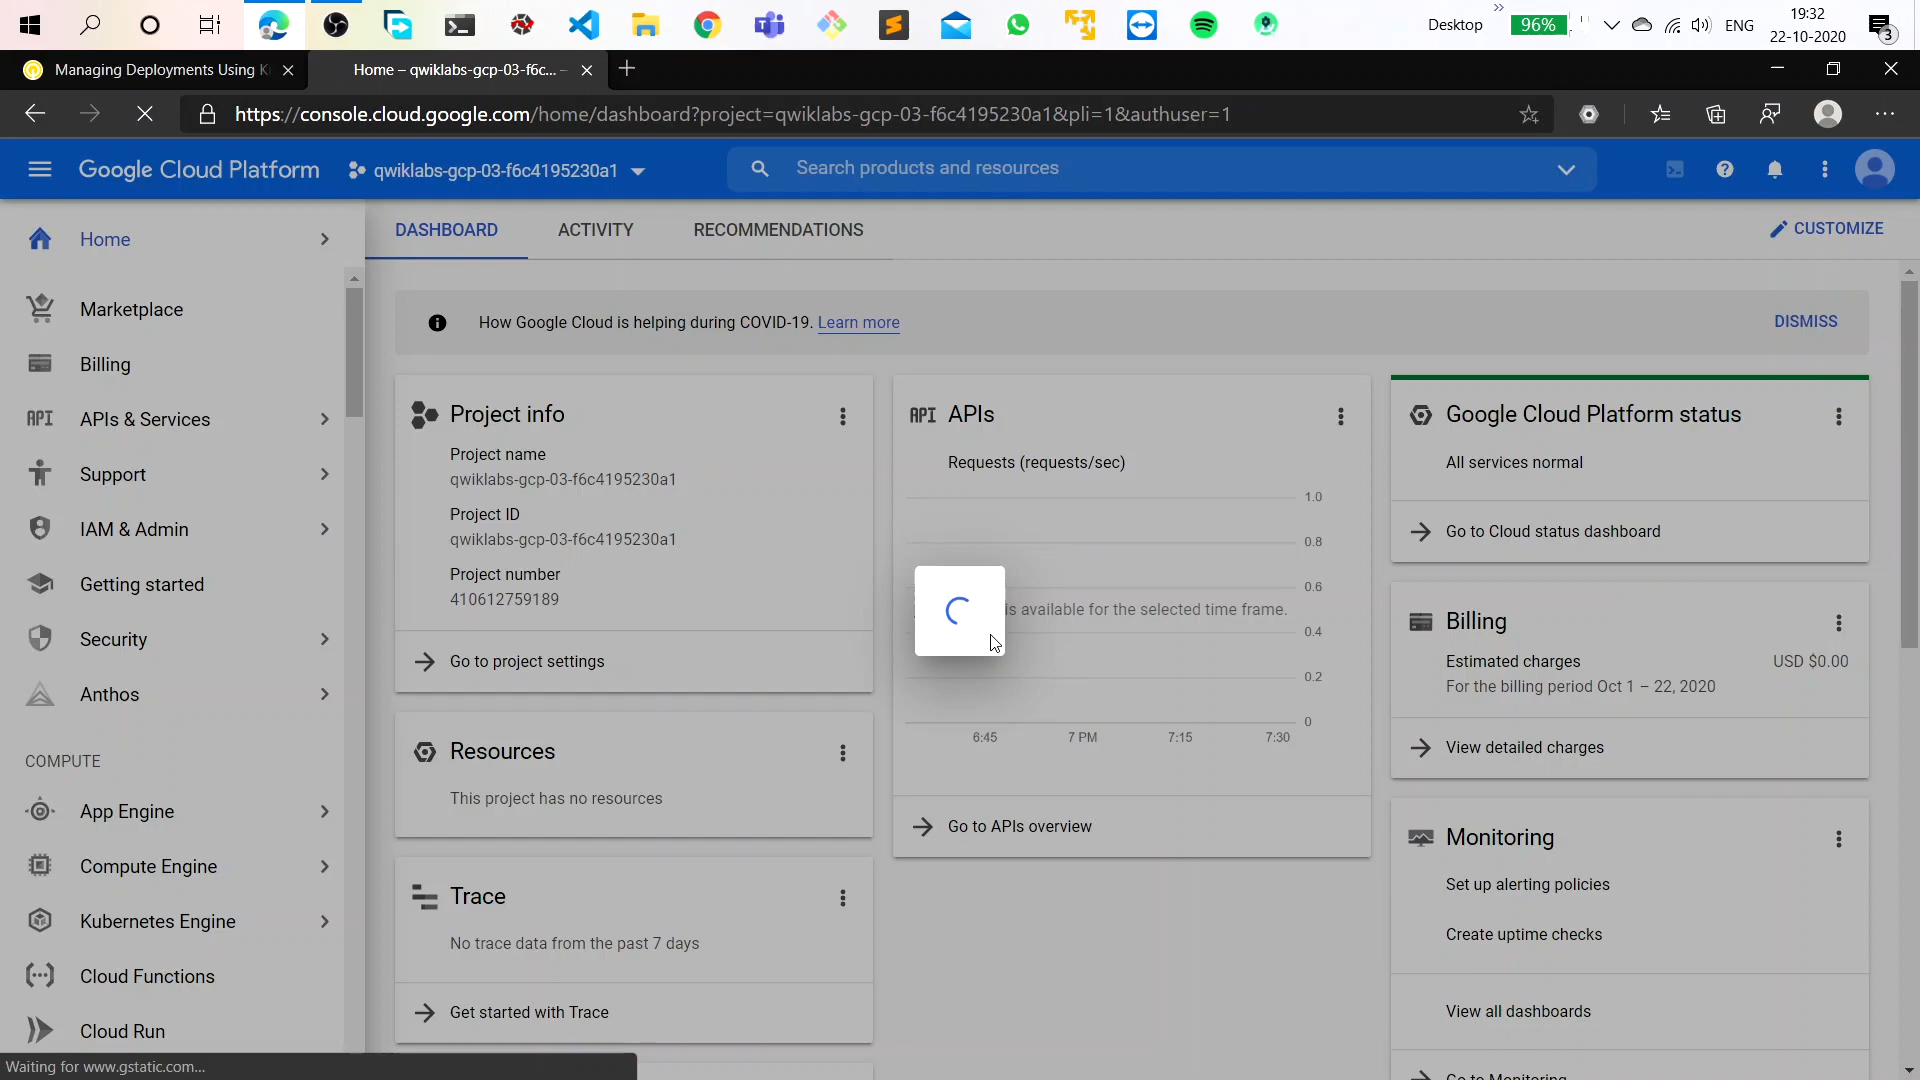 Desktop
96%
ENG
19:32
22-10-2020
3
Managing Deployments Using K
Home – qwiklabs-gcp-03-f6c...
https://console.cloud.google.com/home/dashboard?project=qwiklabs-gcp-03-f6c4195230a1&pli=1&authuser=1
Google Cloud Platform
qwiklabs-gcp-03-f6c4195230a1
Search products and resources
Home
Marketplace
Billing
API APIs & Services
Support
IAM & Admin
Getting started
Security
Anthos
COMPUTE
App Engine
Compute Engine
Kubernetes Engine
Cloud Functions
Cloud Run
DASHBOARD
ACTIVITY
RECOMMENDATIONS
CUSTOMIZE
How Google Cloud is helping during COVID-19. Learn more
DISMISS
Project info
Project name
qwiklabs-gcp-03-f6c4195230a1
Project ID
qwiklabs-gcp-03-f6c4195230a1
Project number
410612759189
Go to project settings
Resources
This project has no resources
Trace
No trace data from the past 7 days
Get started with Trace
API APIs
Requests (requests/sec)
1.0
0.8
0.6
is available for the selected time frame.
0.4
0.2
0
6:45 7 PM 7:15 7:30
Go to APIs overview
Google Cloud Platform status
All services normal
Go to Cloud status dashboard
Billing
Estimated charges USD $0.00
For the billing period Oct 1 – 22, 2020
View detailed charges
Monitoring
Set up alerting policies
Create uptime checks
View all dashboards
Go to Monitoring
Waiting for www.gstatic.com...